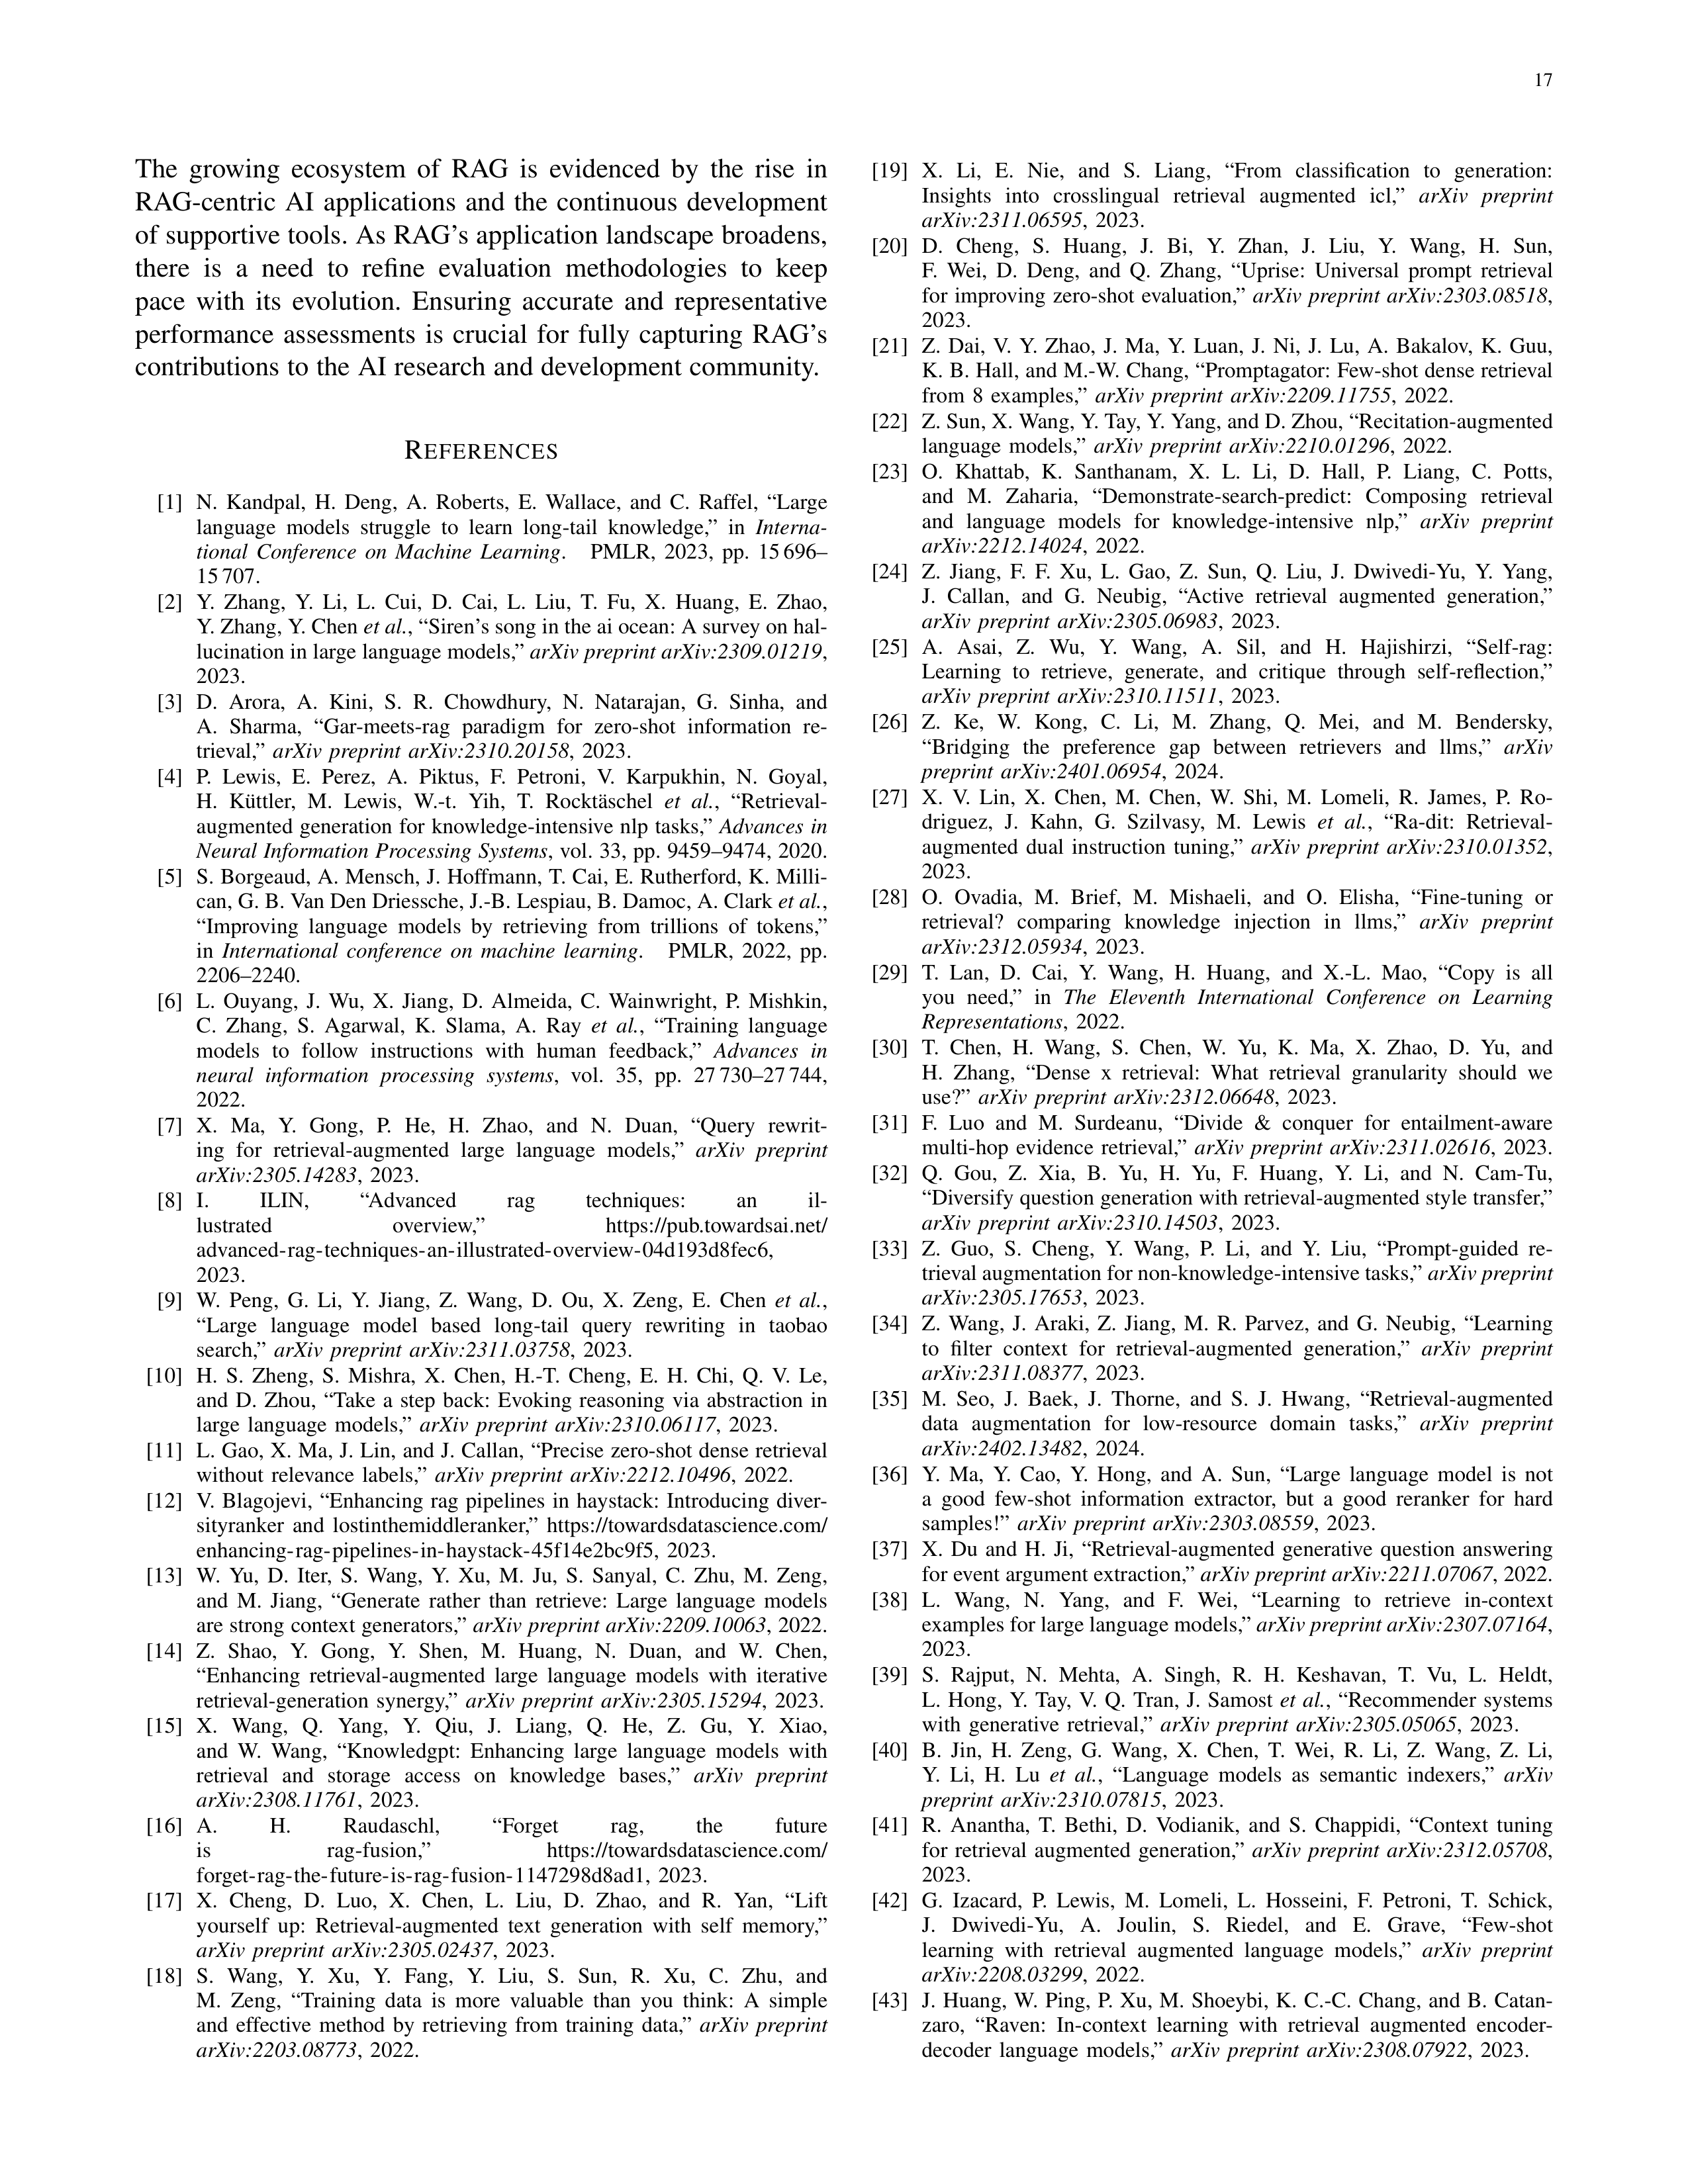 17
The growing ecosystem of RAG is evidenced by the rise in
RAG-centric AI applications and the continuous development
of supportive tools. As RAG’s application landscape broadens,
there is a need to refine evaluation methodologies to keep
pace with its evolution. Ensuring accurate and representative
performance assessments is crucial for fully capturing RAG’s
contributions to the AI research and development community.
REFERENCES
[1] N. Kandpal, H. Deng, A. Roberts, E. Wallace, and C. Raffel, “Large
language models struggle to learn long-tail knowledge,” in Interna-
tional Conference on Machine Learning. PMLR, 2023, pp. 15 696–
15 707.
[2] Y. Zhang, Y. Li, L. Cui, D. Cai, L. Liu, T. Fu, X. Huang, E. Zhao,
Y. Zhang, Y. Chen et al., “Siren’s song in the ai ocean: A survey on hal-
lucination in large language models,” arXiv preprint arXiv:2309.01219,
2023.
[3] D. Arora, A. Kini, S. R. Chowdhury, N. Natarajan, G. Sinha, and
A. Sharma, “Gar-meets-rag paradigm for zero-shot information re-
trieval,” arXiv preprint arXiv:2310.20158, 2023.
[4] P. Lewis, E. Perez, A. Piktus, F. Petroni, V. Karpukhin, N. Goyal,
H. Küttler, M. Lewis, W.-t. Yih, T. Rocktäschel et al., “Retrieval-
augmented generation for knowledge-intensive nlp tasks,” Advances in
Neural Information Processing Systems, vol. 33, pp. 9459–9474, 2020.
[5] S. Borgeaud, A. Mensch, J. Hoffmann, T. Cai, E. Rutherford, K. Milli-
can, G. B. Van Den Driessche, J.-B. Lespiau, B. Damoc, A. Clark et al.,
“Improving language models by retrieving from trillions of tokens,”
in International conference on machine learning. PMLR, 2022, pp.
2206–2240.
[6] L. Ouyang, J. Wu, X. Jiang, D. Almeida, C. Wainwright, P. Mishkin,
C. Zhang, S. Agarwal, K. Slama, A. Ray et al., “Training language
models to follow instructions with human feedback,” Advances in
neural information processing systems, vol. 35, pp. 27 730–27 744,
2022.
[7] X. Ma, Y. Gong, P. He, H. Zhao, and N. Duan, “Query rewrit-
ing for retrieval-augmented large language models,” arXiv preprint
arXiv:2305.14283, 2023.
[8] I. ILIN, “Advanced rag techniques: an il-
lustrated overview,” https://pub.towardsai.net/
advanced-rag-techniques-an-illustrated-overview-04d193d8fec6,
2023.
[9] W. Peng, G. Li, Y. Jiang, Z. Wang, D. Ou, X. Zeng, E. Chen et al.,
“Large language model based long-tail query rewriting in taobao
search,” arXiv preprint arXiv:2311.03758, 2023.
[10] H. S. Zheng, S. Mishra, X. Chen, H.-T. Cheng, E. H. Chi, Q. V. Le,
and D. Zhou, “Take a step back: Evoking reasoning via abstraction in
large language models,” arXiv preprint arXiv:2310.06117, 2023.
[11] L. Gao, X. Ma, J. Lin, and J. Callan, “Precise zero-shot dense retrieval
without relevance labels,” arXiv preprint arXiv:2212.10496, 2022.
[12] V. Blagojevi, “Enhancing rag pipelines in haystack: Introducing diver-
sityranker and lostinthemiddleranker,” https://towardsdatascience.com/
enhancing-rag-pipelines-in-haystack-45f14e2bc9f5, 2023.
[13] W. Yu, D. Iter, S. Wang, Y. Xu, M. Ju, S. Sanyal, C. Zhu, M. Zeng,
and M. Jiang, “Generate rather than retrieve: Large language models
are strong context generators,” arXiv preprint arXiv:2209.10063, 2022.
[14] Z. Shao, Y. Gong, Y. Shen, M. Huang, N. Duan, and W. Chen,
“Enhancing retrieval-augmented large language models with iterative
retrieval-generation synergy,” arXiv preprint arXiv:2305.15294, 2023.
[15] X. Wang, Q. Yang, Y. Qiu, J. Liang, Q. He, Z. Gu, Y. Xiao,
and W. Wang, “Knowledgpt: Enhancing large language models with
retrieval and storage access on knowledge bases,” arXiv preprint
arXiv:2308.11761, 2023.
[16] A. H. Raudaschl, “Forget rag, the future
is rag-fusion,” https://towardsdatascience.com/
forget-rag-the-future-is-rag-fusion-1147298d8ad1, 2023.
[17] X. Cheng, D. Luo, X. Chen, L. Liu, D. Zhao, and R. Yan, “Lift
yourself up: Retrieval-augmented text generation with self memory,”
arXiv preprint arXiv:2305.02437, 2023.
[18] S. Wang, Y. Xu, Y. Fang, Y. Liu, S. Sun, R. Xu, C. Zhu, and
M. Zeng, “Training data is more valuable than you think: A simple
and effective method by retrieving from training data,” arXiv preprint
arXiv:2203.08773, 2022.
[19] X. Li, E. Nie, and S. Liang, “From classification to generation:
Insights into crosslingual retrieval augmented icl,” arXiv preprint
arXiv:2311.06595, 2023.
[20] D. Cheng, S. Huang, J. Bi, Y. Zhan, J. Liu, Y. Wang, H. Sun,
F. Wei, D. Deng, and Q. Zhang, “Uprise: Universal prompt retrieval
for improving zero-shot evaluation,” arXiv preprint arXiv:2303.08518,
2023.
[21] Z. Dai, V. Y. Zhao, J. Ma, Y. Luan, J. Ni, J. Lu, A. Bakalov, K. Guu,
K. B. Hall, and M.-W. Chang, “Promptagator: Few-shot dense retrieval
from 8 examples,” arXiv preprint arXiv:2209.11755, 2022.
[22] Z. Sun, X. Wang, Y. Tay, Y. Yang, and D. Zhou, “Recitation-augmented
language models,” arXiv preprint arXiv:2210.01296, 2022.
[23] O. Khattab, K. Santhanam, X. L. Li, D. Hall, P. Liang, C. Potts,
and M. Zaharia, “Demonstrate-search-predict: Composing retrieval
and language models for knowledge-intensive nlp,” arXiv preprint
arXiv:2212.14024, 2022.
[24] Z. Jiang, F. F. Xu, L. Gao, Z. Sun, Q. Liu, J. Dwivedi-Yu, Y. Yang,
J. Callan, and G. Neubig, “Active retrieval augmented generation,”
arXiv preprint arXiv:2305.06983, 2023.
[25] A. Asai, Z. Wu, Y. Wang, A. Sil, and H. Hajishirzi, “Self-rag:
Learning to retrieve, generate, and critique through self-reflection,”
arXiv preprint arXiv:2310.11511, 2023.
[26] Z. Ke, W. Kong, C. Li, M. Zhang, Q. Mei, and M. Bendersky,
“Bridging the preference gap between retrievers and llms,” arXiv
preprint arXiv:2401.06954, 2024.
[27] X. V. Lin, X. Chen, M. Chen, W. Shi, M. Lomeli, R. James, P. Ro-
driguez, J. Kahn, G. Szilvasy, M. Lewis et al., “Ra-dit: Retrieval-
augmented dual instruction tuning,” arXiv preprint arXiv:2310.01352,
2023.
[28] O. Ovadia, M. Brief, M. Mishaeli, and O. Elisha, “Fine-tuning or
retrieval? comparing knowledge injection in llms,” arXiv preprint
arXiv:2312.05934, 2023.
[29] T. Lan, D. Cai, Y. Wang, H. Huang, and X.-L. Mao, “Copy is all
you need,” in The Eleventh International Conference on Learning
Representations, 2022.
[30] T. Chen, H. Wang, S. Chen, W. Yu, K. Ma, X. Zhao, D. Yu, and
H. Zhang, “Dense x retrieval: What retrieval granularity should we
use?” arXiv preprint arXiv:2312.06648, 2023.
[31] F. Luo and M. Surdeanu, “Divide & conquer for entailment-aware
multi-hop evidence retrieval,” arXiv preprint arXiv:2311.02616, 2023.
[32] Q. Gou, Z. Xia, B. Yu, H. Yu, F. Huang, Y. Li, and N. Cam-Tu,
“Diversify question generation with retrieval-augmented style transfer,”
arXiv preprint arXiv:2310.14503, 2023.
[33] Z. Guo, S. Cheng, Y. Wang, P. Li, and Y. Liu, “Prompt-guided re-
trieval augmentation for non-knowledge-intensive tasks,” arXiv preprint
arXiv:2305.17653, 2023.
[34] Z. Wang, J. Araki, Z. Jiang, M. R. Parvez, and G. Neubig, “Learning
to filter context for retrieval-augmented generation,” arXiv preprint
arXiv:2311.08377, 2023.
[35] M. Seo, J. Baek, J. Thorne, and S. J. Hwang, “Retrieval-augmented
data augmentation for low-resource domain tasks,” arXiv preprint
arXiv:2402.13482, 2024.
[36] Y. Ma, Y. Cao, Y. Hong, and A. Sun, “Large language model is not
a good few-shot information extractor, but a good reranker for hard
samples!” arXiv preprint arXiv:2303.08559, 2023.
[37] X. Du and H. Ji, “Retrieval-augmented generative question answering
for event argument extraction,” arXiv preprint arXiv:2211.07067, 2022.
[38] L. Wang, N. Yang, and F. Wei, “Learning to retrieve in-context
examples for large language models,” arXiv preprint arXiv:2307.07164,
2023.
[39] S. Rajput, N. Mehta, A. Singh, R. H. Keshavan, T. Vu, L. Heldt,
L. Hong, Y. Tay, V. Q. Tran, J. Samost et al., “Recommender systems
with generative retrieval,” arXiv preprint arXiv:2305.05065, 2023.
[40] B. Jin, H. Zeng, G. Wang, X. Chen, T. Wei, R. Li, Z. Wang, Z. Li,
Y. Li, H. Lu et al., “Language models as semantic indexers,” arXiv
preprint arXiv:2310.07815, 2023.
[41] R. Anantha, T. Bethi, D. Vodianik, and S. Chappidi, “Context tuning
for retrieval augmented generation,” arXiv preprint arXiv:2312.05708,
2023.
[42] G. Izacard, P. Lewis, M. Lomeli, L. Hosseini, F. Petroni, T. Schick,
J. Dwivedi-Yu, A. Joulin, S. Riedel, and E. Grave, “Few-shot
learning with retrieval augmented language models,” arXiv preprint
arXiv:2208.03299, 2022.
[43] J. Huang, W. Ping, P. Xu, M. Shoeybi, K. C.-C. Chang, and B. Catan-
zaro, “Raven: In-context learning with retrieval augmented encoder-
decoder language models,” arXiv preprint arXiv:2308.07922, 2023.